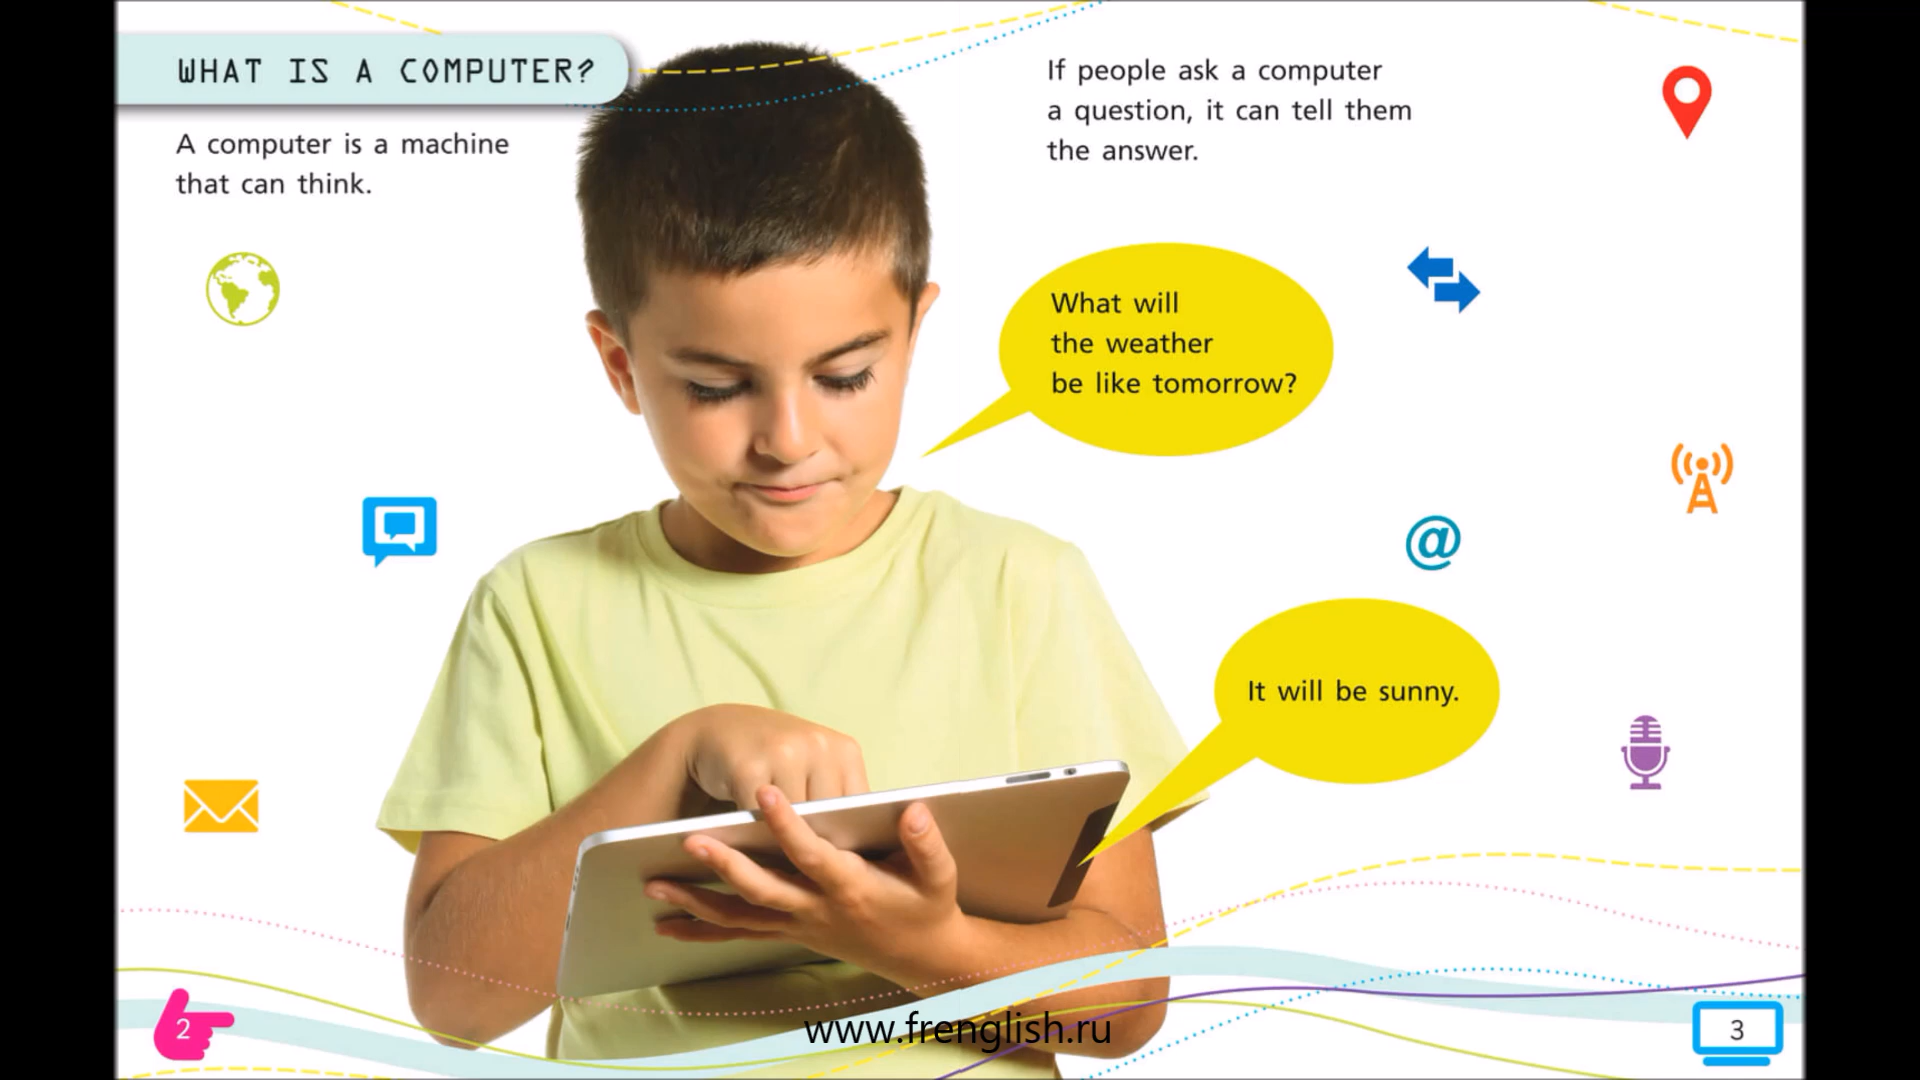 WHAT IS A COMPUTER?
A computer is a machine
that can think.
If people ask a computer
a question, it can tell them
the answer.
What will
the weather
be like tomorrow?
@
It will be sunny.
2
www.frenglish.ru
3